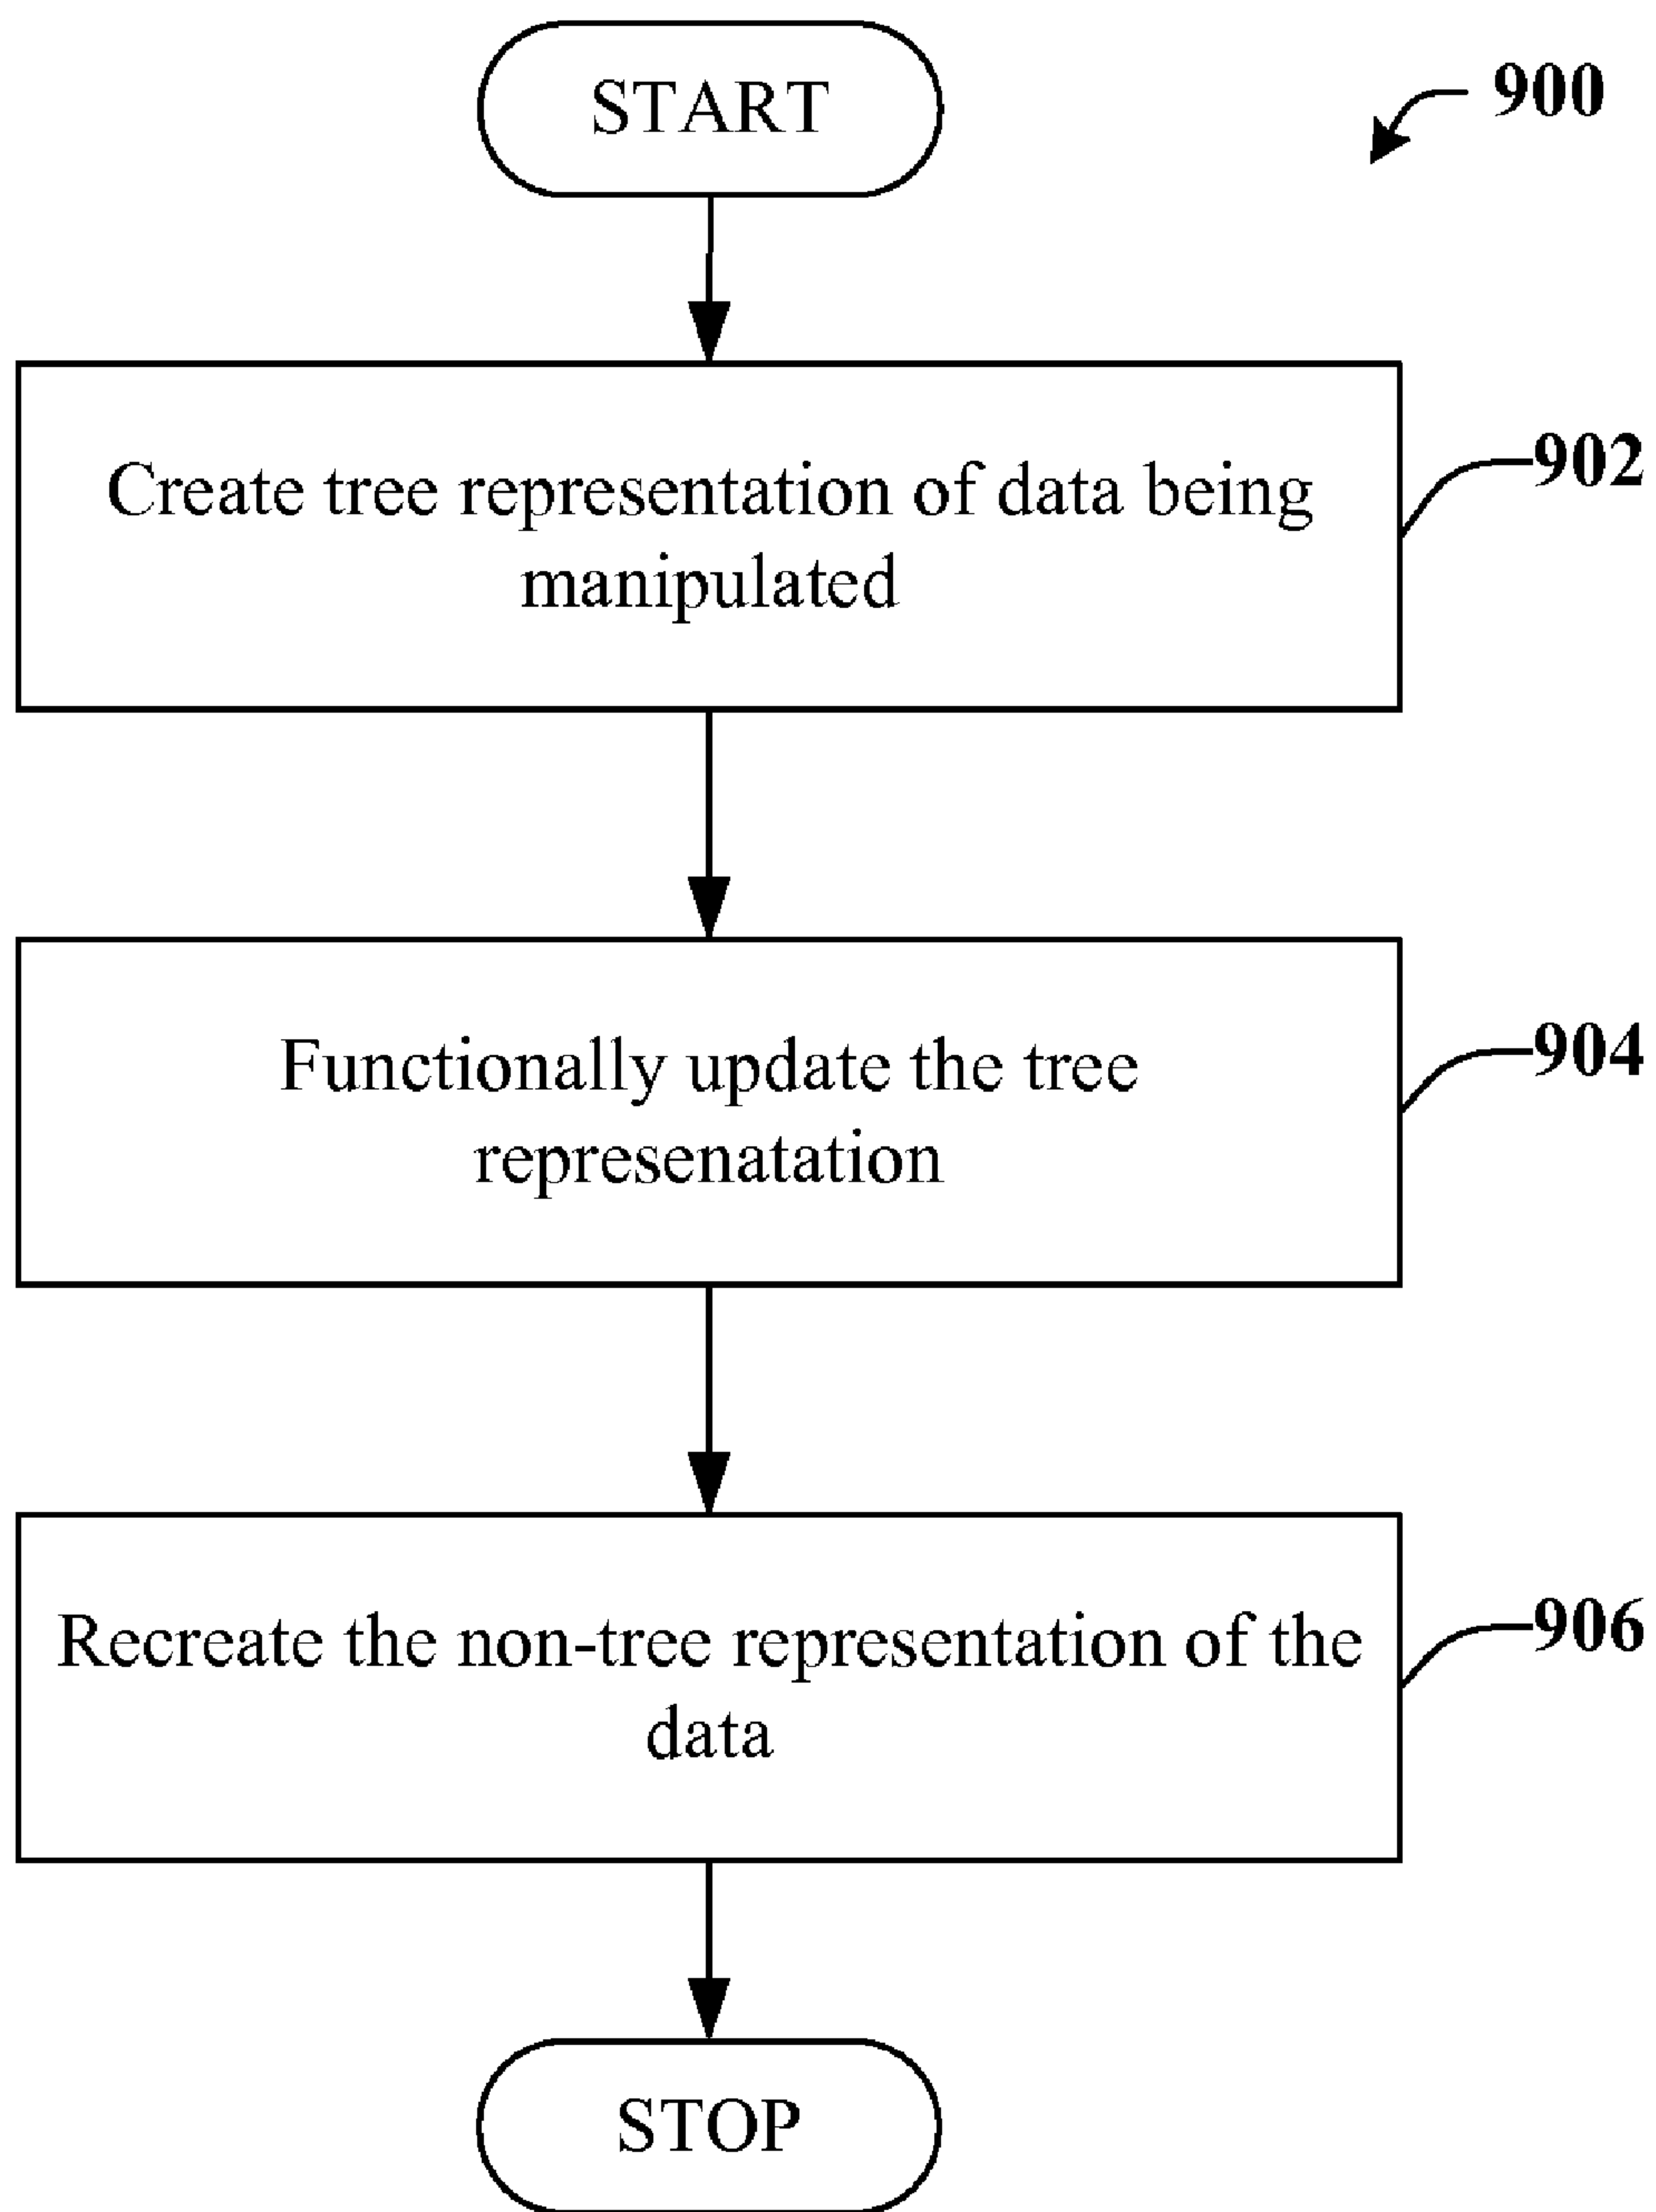 START
900
Create tree representation of data being
manipulated
902
Functionally update the tree
represenatation
904
Recreate the non-tree representation of the
data
906
STOP